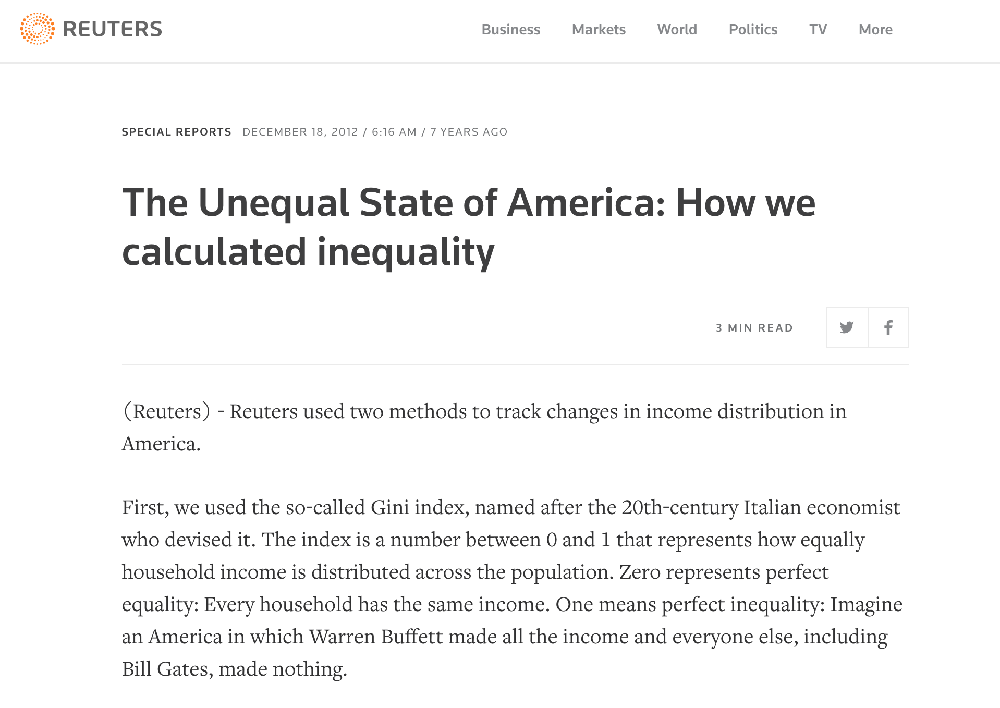 REUTERS
Business Markets World Politics TV More
SPECIAL REPORTS DECEMBER 18, 2012 / 6:16 AM / 7 YEARS AGO
The Unequal State of America: How we
calculated inequality
3 MIN READ
(Reuters) - Reuters used two methods to track changes in income distribution in
America.
First, we used the so-called Gini index, named after the 20th-century Italian economist
who devised it. The index is a number between 0 and 1 that represents how equally
household income is distributed across the population. Zero represents perfect
equality: Every household has the same income. One means perfect inequality: Imagine
an America in which Warren Buffett made all the income and everyone else, including
Bill Gates, made nothing.